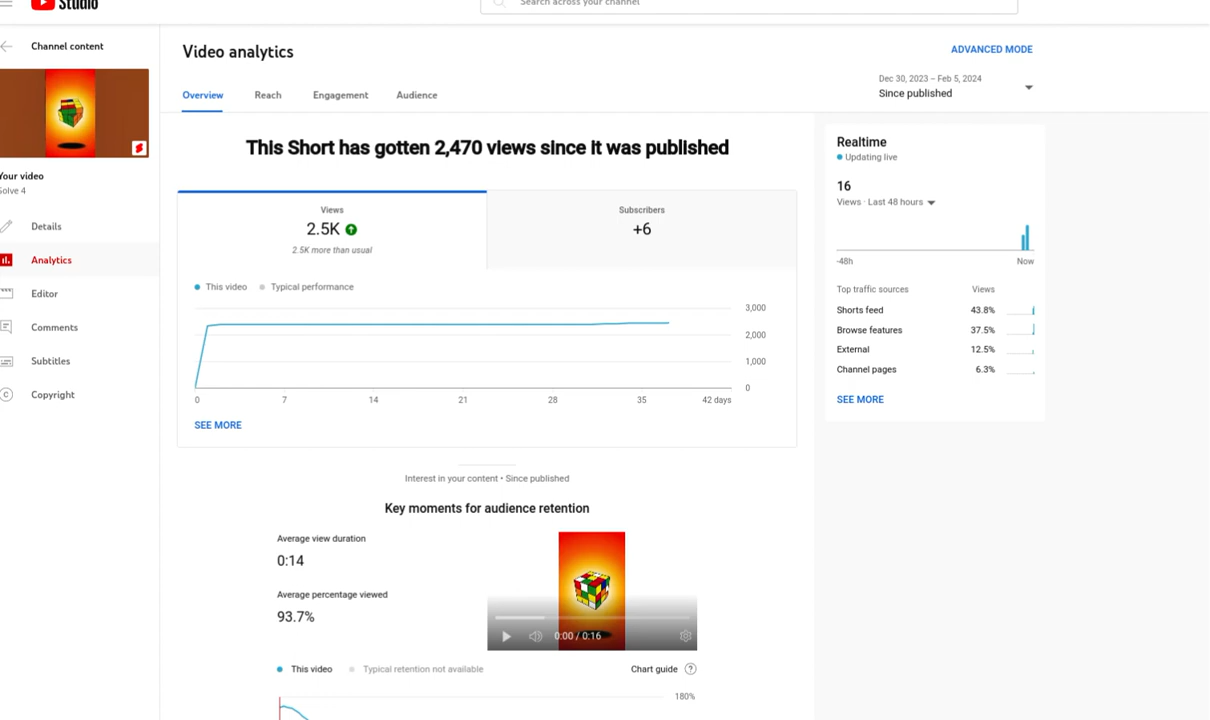 Studio
Search across your channel
Channel content
Your video
Solve 4
Details
Analytics
Editor
Comments
Subtitles
Copyright
Video analytics
ADVANCED MODE
Overview
Reach
Engagement
Audience
Dec 30, 2023 – Feb 5, 2024
Since published
This Short has gotten 2,470 views since it was published
Views
2.5K
2.5K more than usual
Subscribers
+6
This video
Typical performance
3,000
2,000
1,000
0
0 7 14 21 28 35 42 days
SEE MORE
Interest in your content • Since published
Key moments for audience retention
Average view duration
0:14
Average percentage viewed
93.7%
0:00 / 0:16
This video
Typical retention not available
Chart guide ?
180%
Realtime
Updating live
16
Views · Last 48 hours
-48h
Now
Top traffic sources Views
Shorts feed 43.8%
Browse features 37.5%
External 12.5%
Channel pages 6.3%
SEE MORE